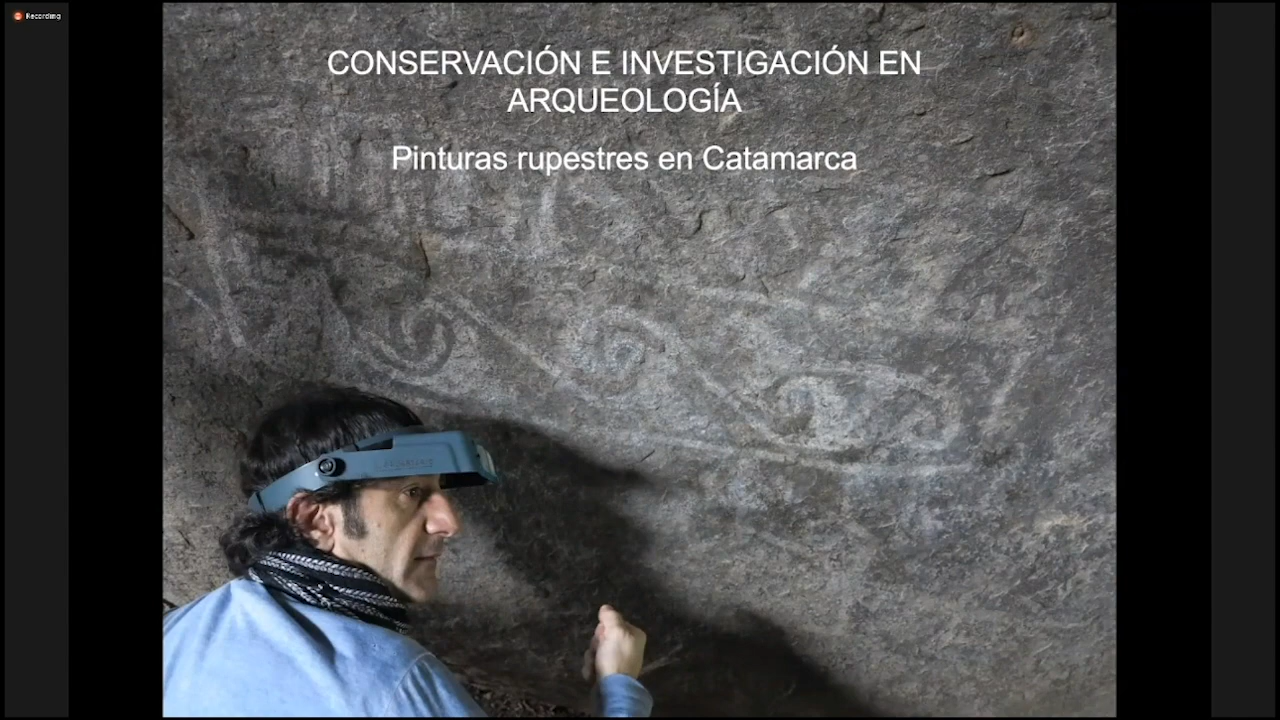 Recording
CONSERVACIÓN E INVESTIGACIÓN EN
ARQUEOLOGÍA
Pinturas rupestres en Catamarca